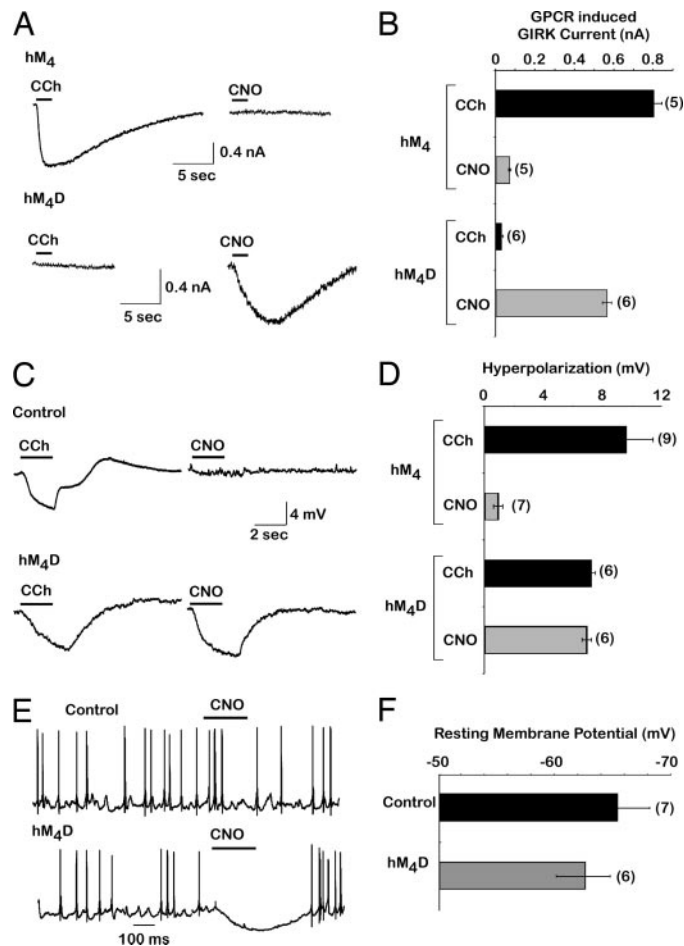 A
hM4
CCh
CNO
0.4 nA
5 sec
hM4D
CCh
CNO
0.4 nA
5 sec
B
GPCR induced
GIRK Current (nA)
0 0.2 0.4 0.6 0.8
hM4
CCh
(5)
CNO
(5)
hM4D
CCh
(6)
CNO
(6)
C
Control
CCh
CNO
4 mV
2 sec
hM4D
CCh
CNO
D
Hyperpolarization (mV)
0 4 8 12
hM4
CCh
(9)
CNO
(7)
hM4D
CCh
(6)
CNO
(6)
E
Control
CNO
hM4D
CNO
100 ms
F
Resting Membrane Potential (mV)
-50 -60 -70
Control
(7)
hM4D
(6)